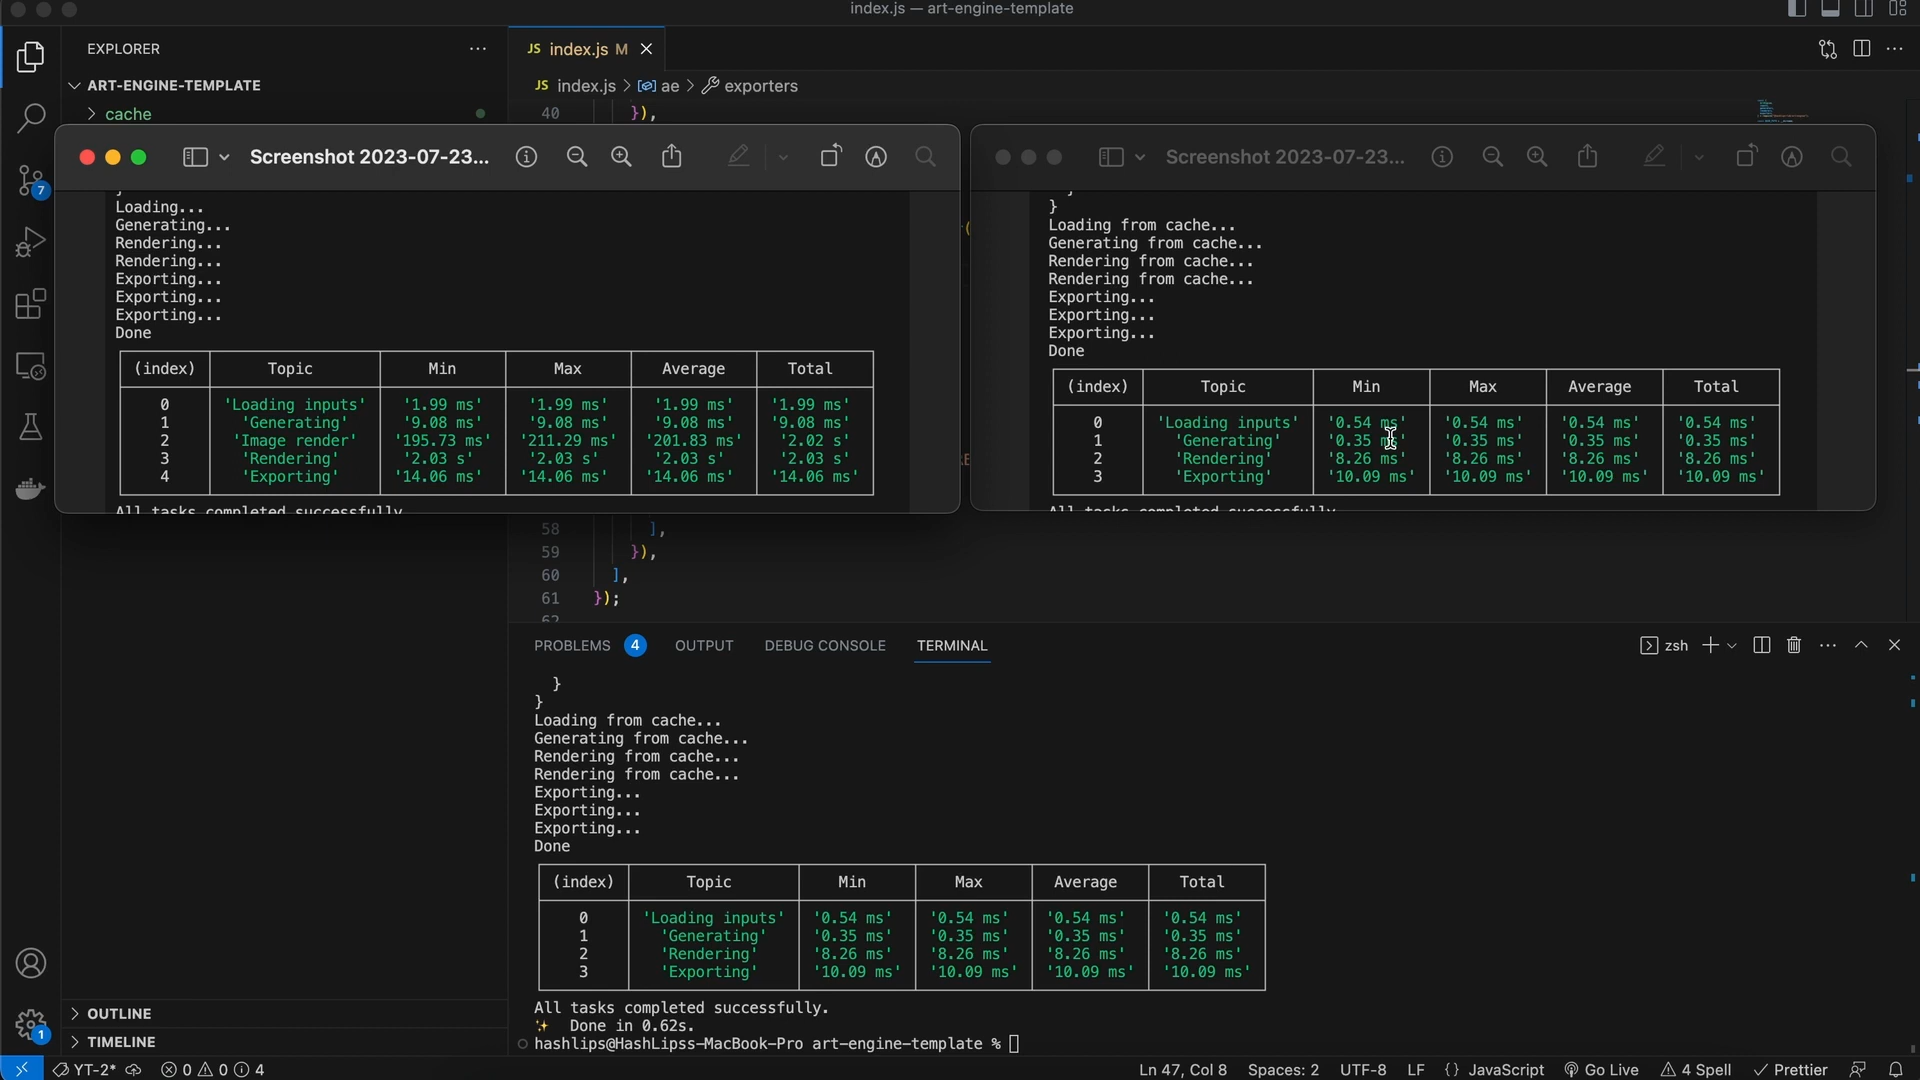 index.js — art-engine-template
EXPLORER
ART-ENGINE-TEMPLATE
cache
JS index.js M
JS index.js > ae > exporters
40 }),
7
Screenshot 2023-07-23...
Loading...
Generating...
Rendering...
Rendering...
Exporting...
Exporting...
Exporting...
Done
(index) Topic Min Max Average Total
0 'Loading inputs' '1.99 ms' '1.99 ms' '1.99 ms' '1.99 ms'
1 'Generating' '9.08 ms' '9.08 ms' '9.08 ms' '9.08 ms'
2 'Image render' '195.73 ms' '211.29 ms' '201.83 ms' '2.02 s'
3 'Rendering' '2.03 s' '2.03 s' '2.03 s' '2.03 s'
4 'Exporting' '14.06 ms' '14.06 ms' '14.06 ms' '14.06 ms'
All tasks completed successfully.
Screenshot 2023-07-23...
}
Loading from cache...
Generating from cache...
Rendering from cache...
Rendering from cache...
Exporting...
Exporting...
Exporting...
Done
(index) Topic Min Max Average Total
0 'Loading inputs' '0.54 ms' '0.54 ms' '0.54 ms' '0.54 ms'
1 'Generating' '0.35 ms' '0.35 ms' '0.35 ms' '0.35 ms'
2 'Rendering' '8.26 ms' '8.26 ms' '8.26 ms' '8.26 ms'
3 'Exporting' '10.09 ms' '10.09 ms' '10.09 ms' '10.09 ms'
All tasks completed successfully.
58 ],
59 }),
60 ],
61 });
62
PROBLEMS 4 OUTPUT DEBUG CONSOLE TERMINAL
zsh
}
}
Loading from cache...
Generating from cache...
Rendering from cache...
Rendering from cache...
Exporting...
Exporting...
Exporting...
Done
(index) Topic Min Max Average Total
0 'Loading inputs' '0.54 ms' '0.54 ms' '0.54 ms' '0.54 ms'
1 'Generating' '0.35 ms' '0.35 ms' '0.35 ms' '0.35 ms'
2 'Rendering' '8.26 ms' '8.26 ms' '8.26 ms' '8.26 ms'
3 'Exporting' '10.09 ms' '10.09 ms' '10.09 ms' '10.09 ms'
All tasks completed successfully.
✨ Done in 0.62s.
hashlips@HashLipss-MacBook-Pro art-engine-template %
OUTLINE
TIMELINE
1
YT-2* 0 0 4
Ln 47, Col 8 Spaces: 2 UTF-8 LF {} JavaScript Go Live 4 Spell Prettier